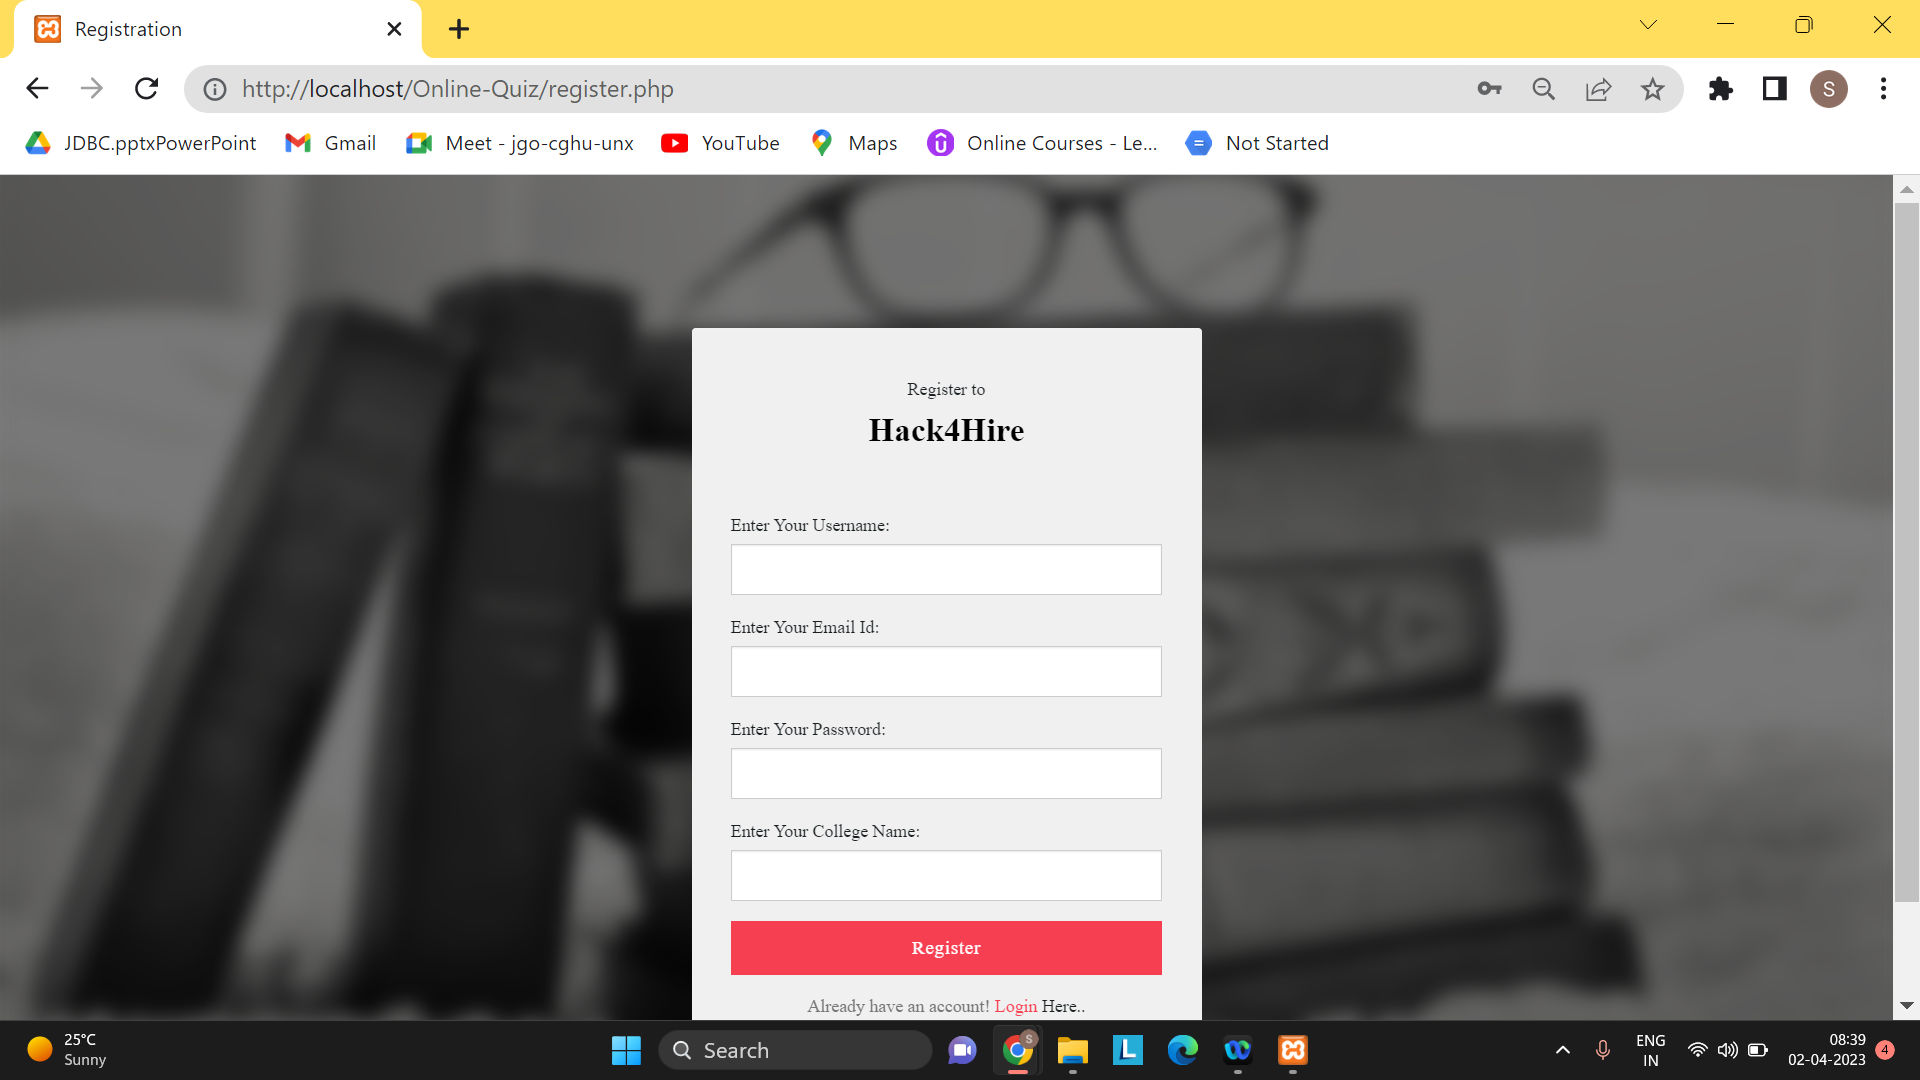 Registration
http://localhost/Online-Quiz/register.php
S
JDBC.pptxPowerPoint
Gmail
Meet - jgo-cghu-unx
YouTube
Maps
Online Courses - Le...
Not Started
Register to
Hack4Hire
Enter Your Username:
Enter Your Email Id:
Enter Your Password:
Enter Your College Name:
Register
Already have an account! Login Here..
25°C
Sunny
Search
S
L
ENG
IN
08:39
02-04-2023
4